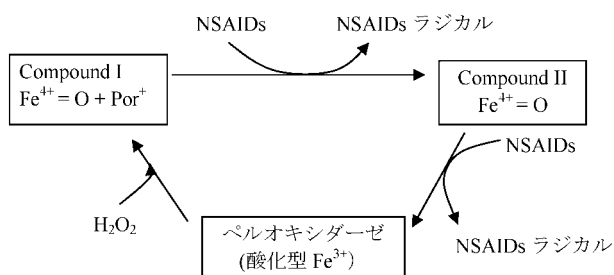 NSAIDs
NSAIDs ラジカル
Compound I
Fe⁴⁺ = O + Por⁺
Compound II
Fe⁴⁺ = O
NSAIDs
H₂O₂
ペルオキシダーゼ
(酸化型 Fe³⁺)
NSAIDs ラジカル